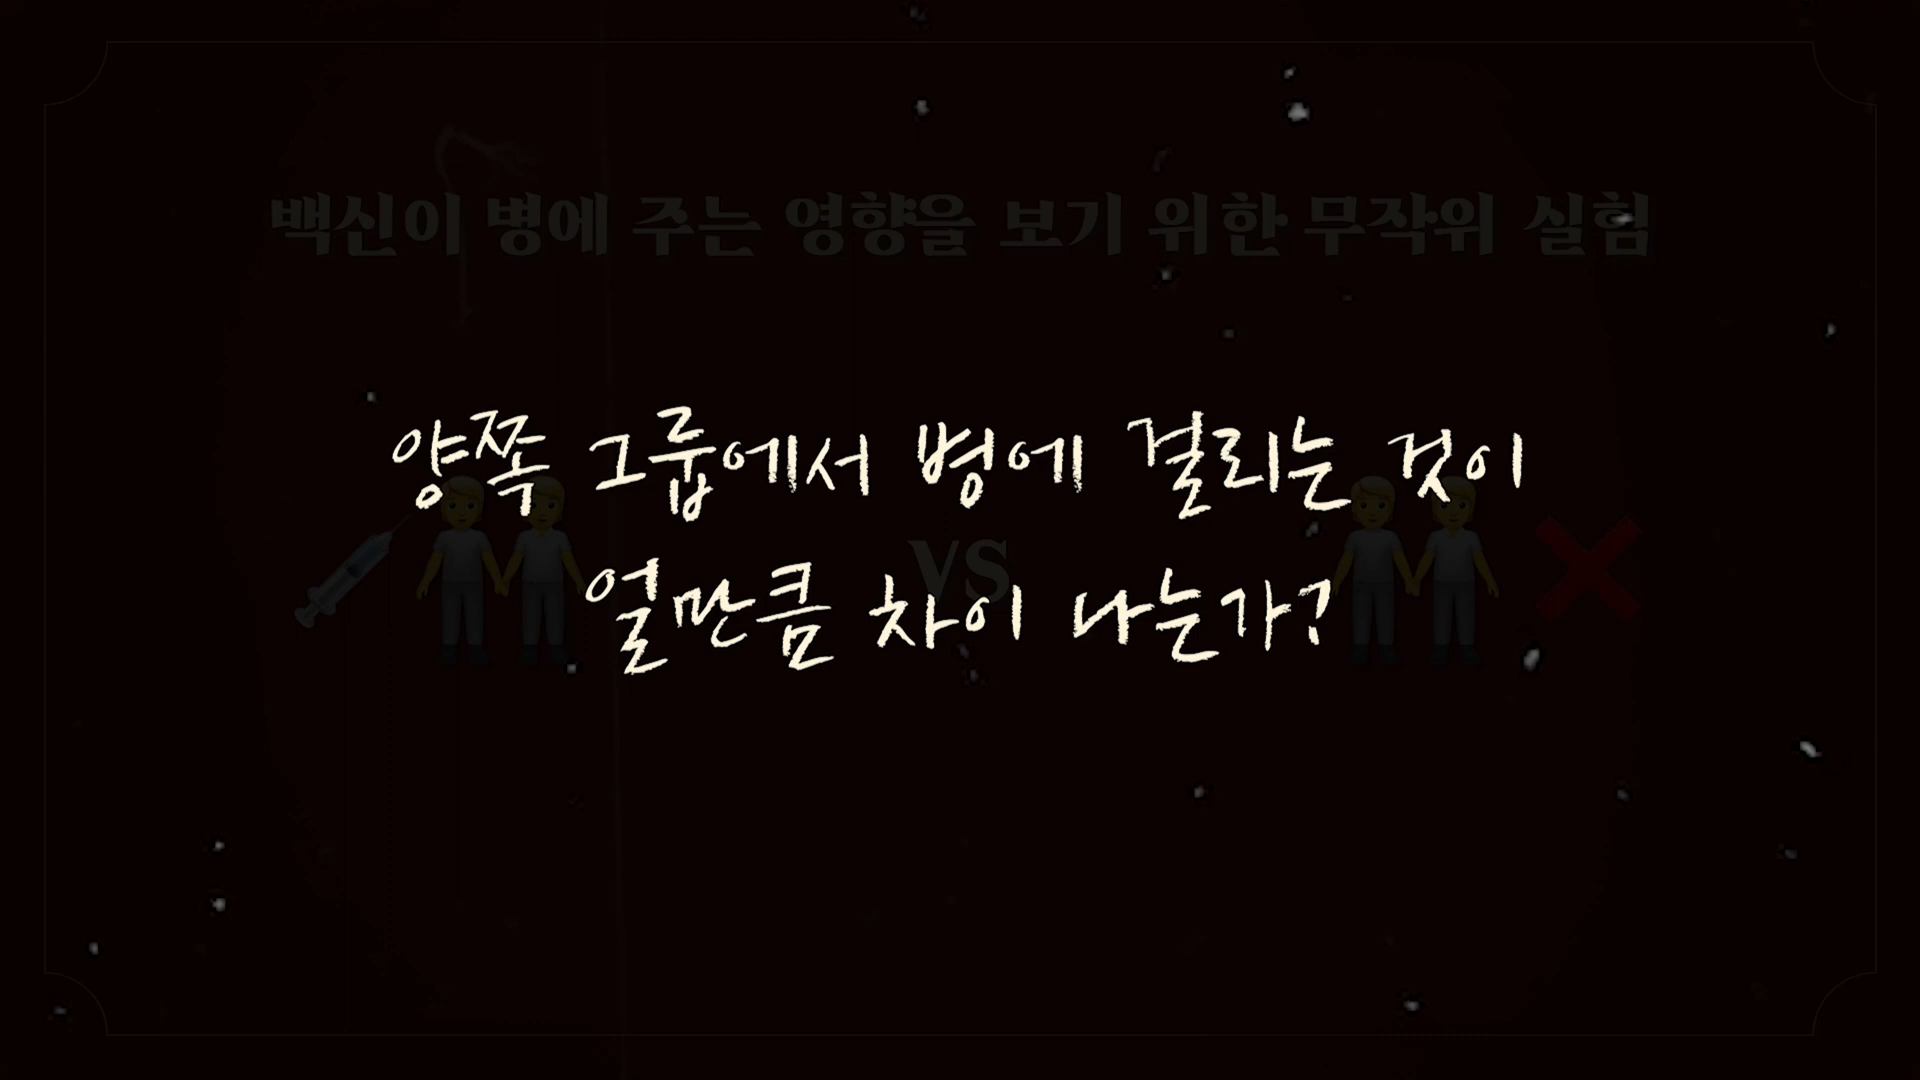 백신이 병에 주는 영향을 보기 위한 무작위 실험
양쪽 그룹에서 병에 걸리는 것이
VS
얼만큼 차이 나는가?